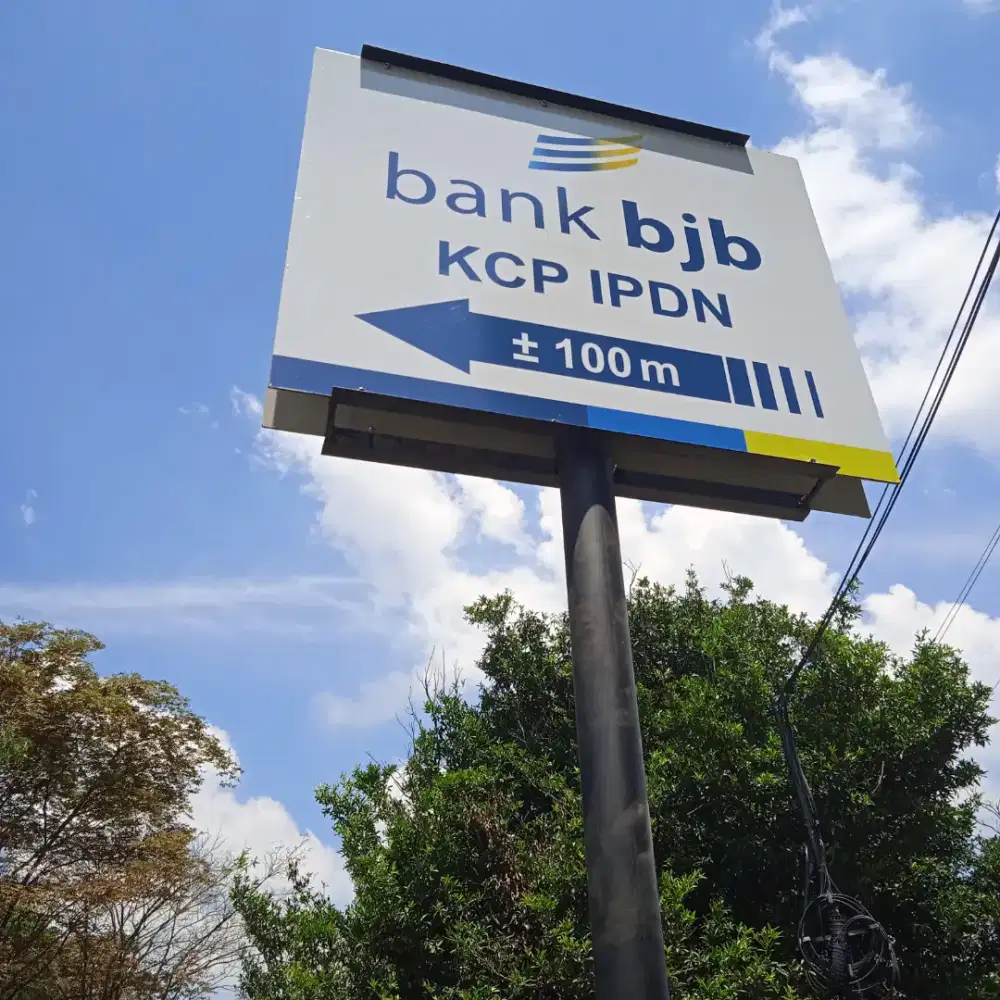 bank bjb
KCP IPDN
± 100 m